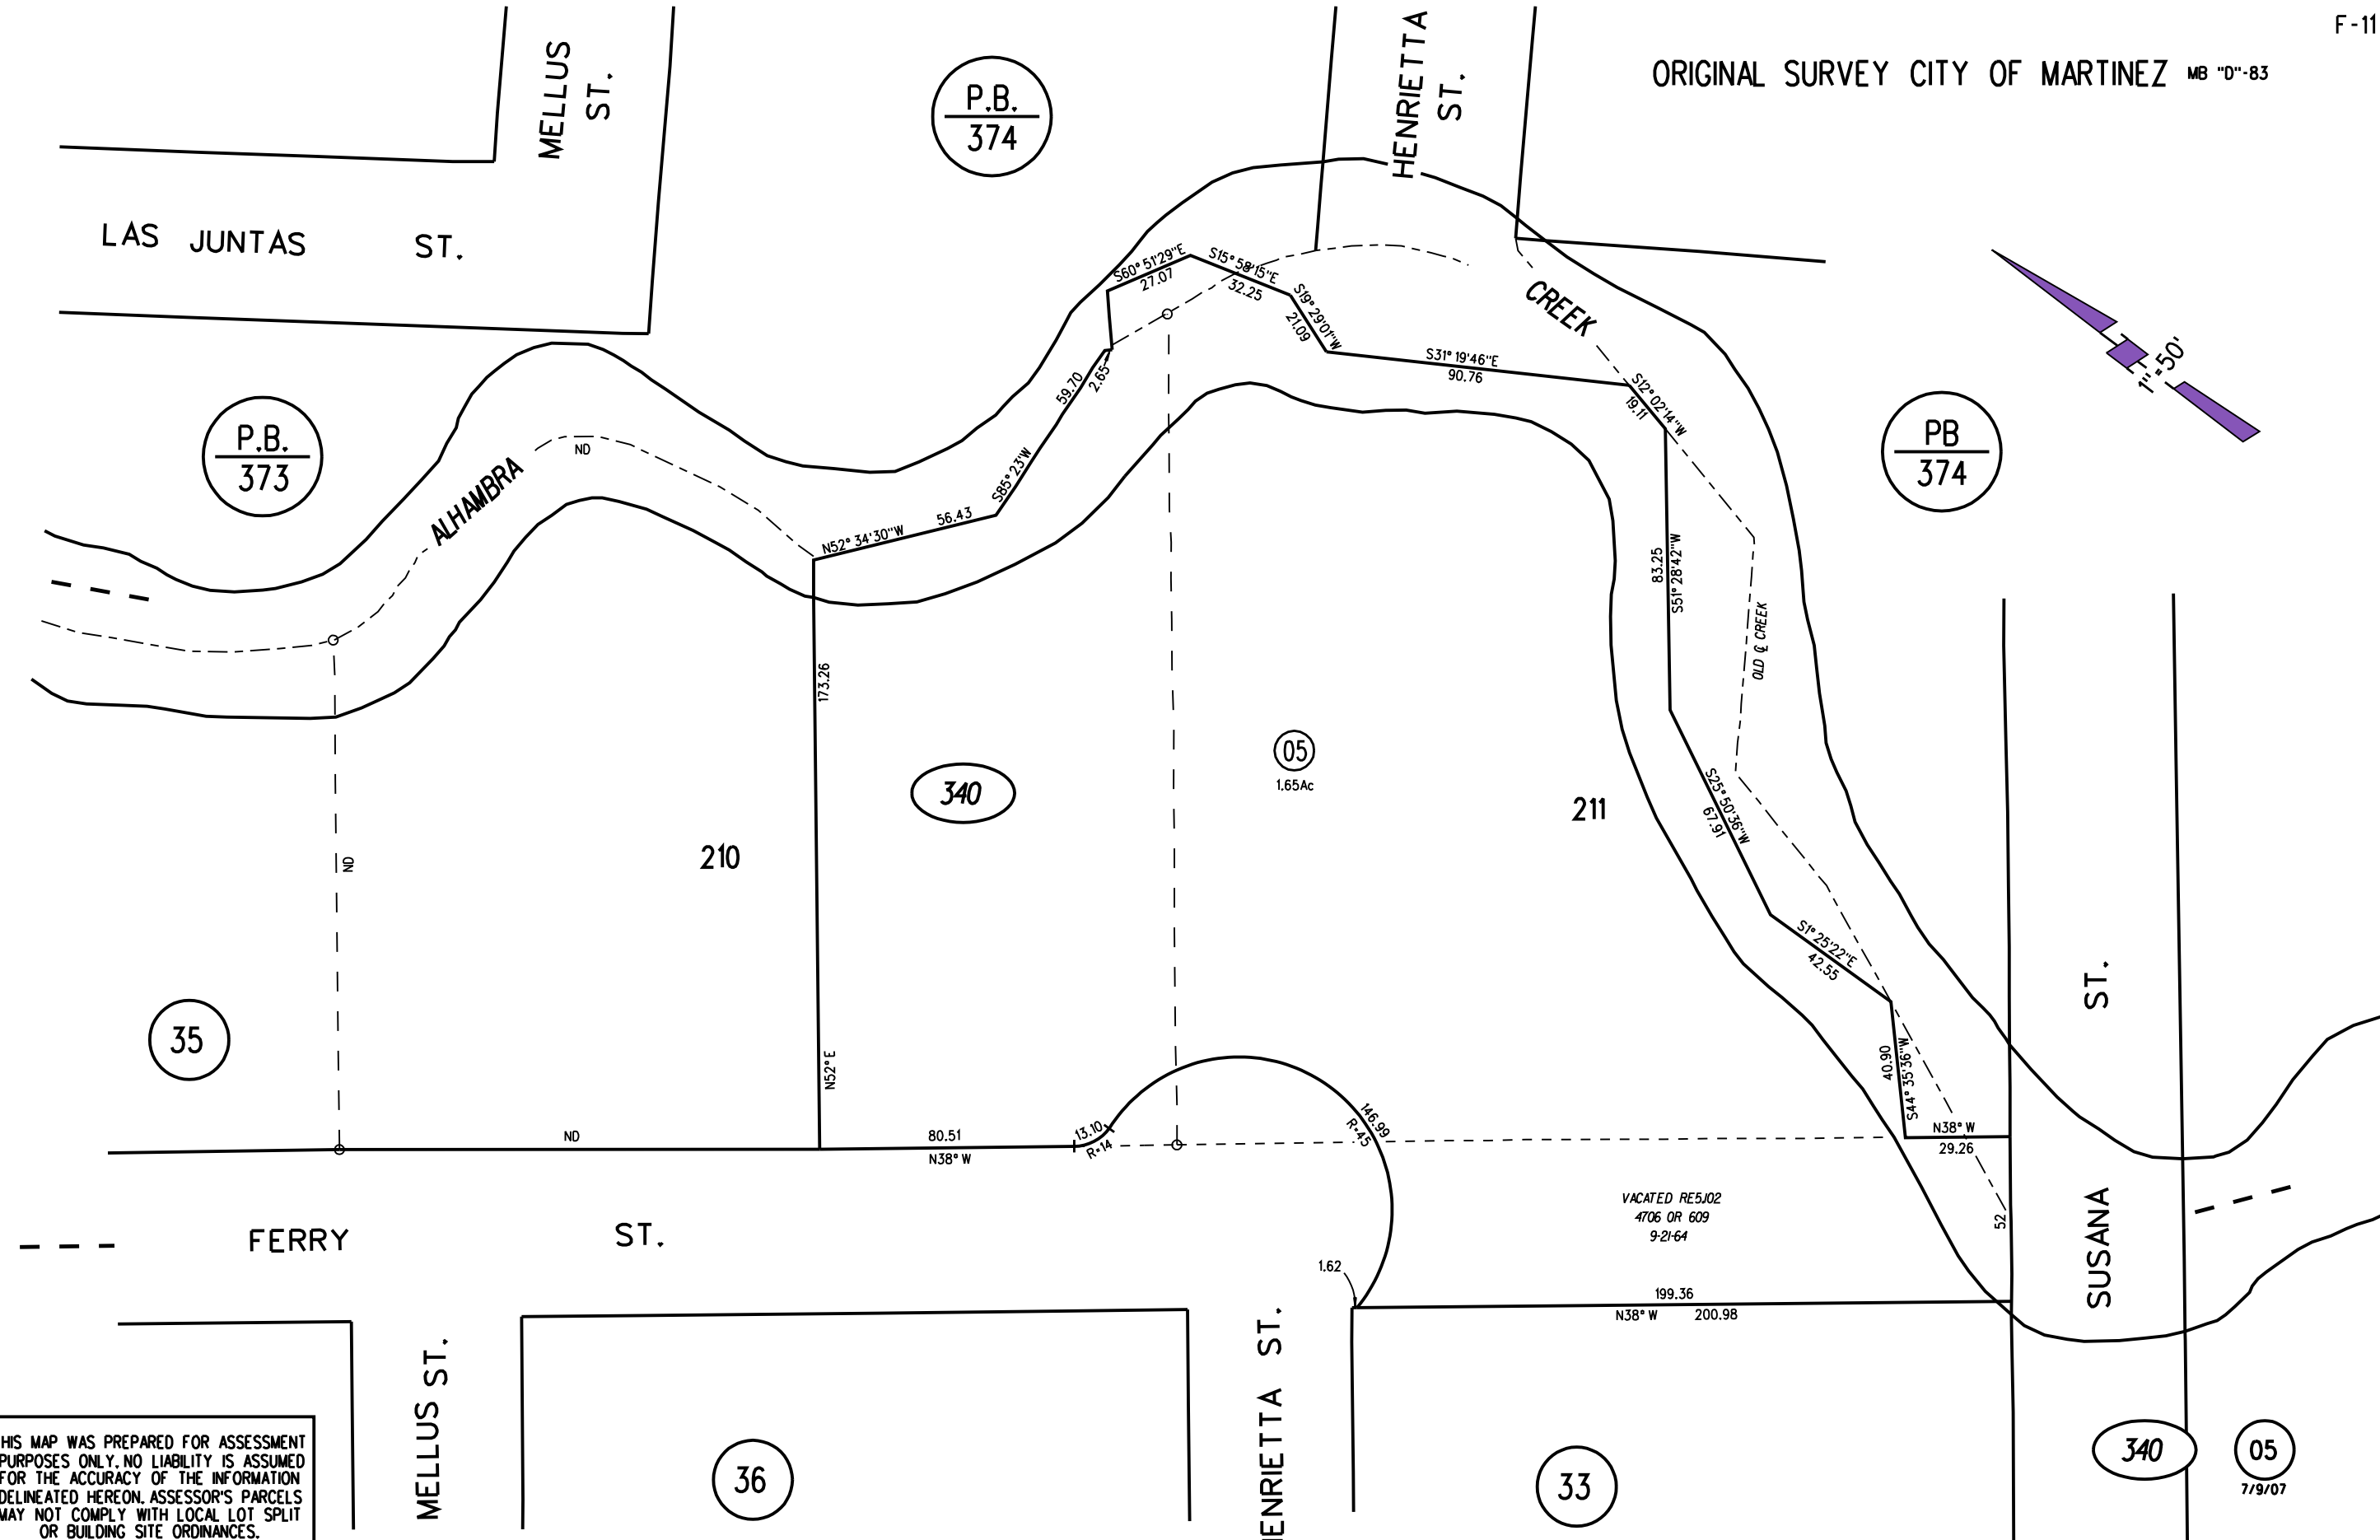 F-11
ORIGINAL SURVEY CITY OF MARTINEZ MB "D"-83
MELLUS
ST.
P.B.
374
HENRIETTA
ST.
LAS JUNTAS ST.
1"=50'
P.B.
373
PB
374
ALHAMBRA
CREEK
ND
N52° 34'30"W
56.43
S85° 23'W
59.70
2.65
S60° 51'29"E
27.07
S15° 58'15"E
32.25
S19° 29'01"W
21.09
S31° 19'46"E
90.76
S12° 02'14"W
19.11
83.25
S51° 28'42"W
OLD ℄ CREEK
S25° 50'36"W
67.91
S1° 25'22"E
42.55
40.90
S44° 35'36"W
N38° W
29.26
52
173.26
N52° E
05
1.65Ac
340
210
211
ND
35
ND
80.51
N38° W
13.10
R=14
146.99
R=45
VACATED RES.102
4706 OR 609
9-21-64
1.62
199.36
N38° W 200.98
FERRY ST.
SUSANA ST.
MELLUS ST.
HENRIETTA ST.
36
33
340
05
7/9/07
HIS MAP WAS PREPARED FOR ASSESSMENT
PURPOSES ONLY. NO LIABILITY IS ASSUMED
FOR THE ACCURACY OF THE INFORMATION
DELINEATED HEREON. ASSESSOR'S PARCELS
MAY NOT COMPLY WITH LOCAL LOT SPLIT
OR BUILDING SITE ORDINANCES.